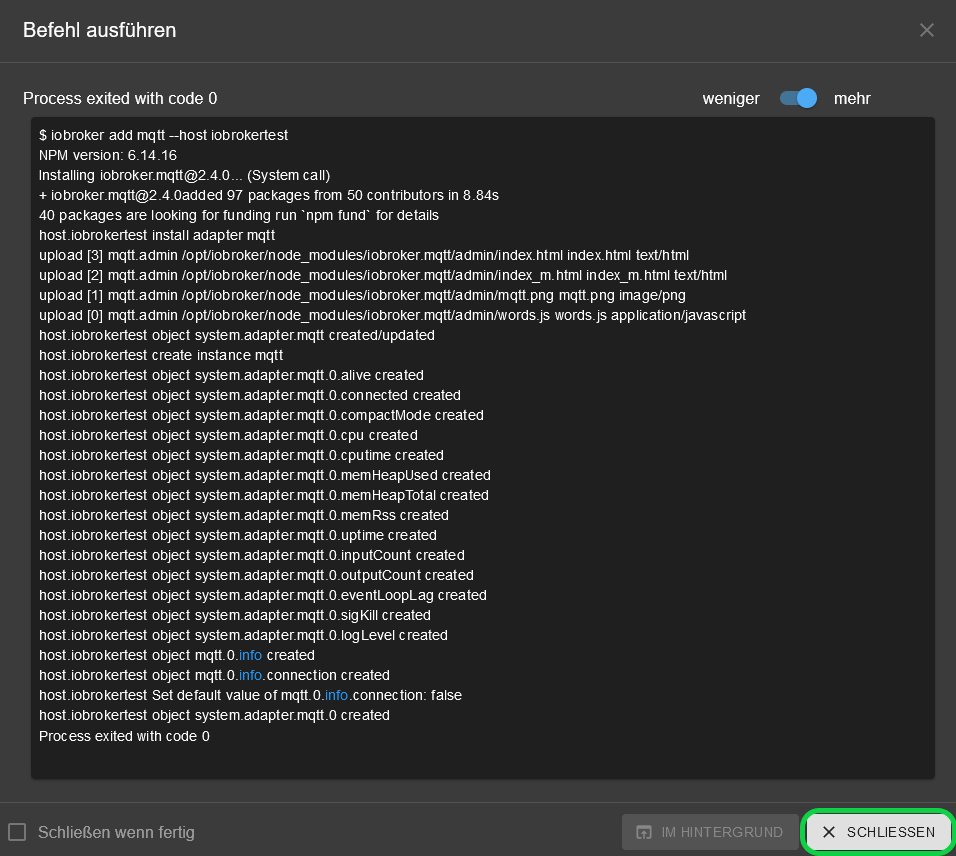 Befehl ausführen
Process exited with code 0
weniger mehr
$ iobroker add mqtt --host iobrokertest
NPM version: 6.14.16
Installing iobroker.mqtt@2.4.0... (System call)
+ iobroker.mqtt@2.4.0added 97 packages from 50 contributors in 8.84s
40 packages are looking for funding run `npm fund` for details
host.iobrokertest install adapter mqtt
upload [3] mqtt.admin /opt/iobroker/node_modules/iobroker.mqtt/admin/index.html index.html text/html
upload [2] mqtt.admin /opt/iobroker/node_modules/iobroker.mqtt/admin/index_m.html index_m.html text/html
upload [1] mqtt.admin /opt/iobroker/node_modules/iobroker.mqtt/admin/mqtt.png mqtt.png image/png
upload [0] mqtt.admin /opt/iobroker/node_modules/iobroker.mqtt/admin/words.js words.js application/javascript
host.iobrokertest object system.adapter.mqtt created/updated
host.iobrokertest create instance mqtt
host.iobrokertest object system.adapter.mqtt.0.alive created
host.iobrokertest object system.adapter.mqtt.0.connected created
host.iobrokertest object system.adapter.mqtt.0.compactMode created
host.iobrokertest object system.adapter.mqtt.0.cpu created
host.iobrokertest object system.adapter.mqtt.0.cputime created
host.iobrokertest object system.adapter.mqtt.0.memHeapUsed created
host.iobrokertest object system.adapter.mqtt.0.memHeapTotal created
host.iobrokertest object system.adapter.mqtt.0.memRss created
host.iobrokertest object system.adapter.mqtt.0.uptime created
host.iobrokertest object system.adapter.mqtt.0.inputCount created
host.iobrokertest object system.adapter.mqtt.0.outputCount created
host.iobrokertest object system.adapter.mqtt.0.eventLoopLag created
host.iobrokertest object system.adapter.mqtt.0.sigKill created
host.iobrokertest object system.adapter.mqtt.0.logLevel created
host.iobrokertest object mqtt.0.info created
host.iobrokertest object mqtt.0.info.connection created
host.iobrokertest Set default value of mqtt.0.info.connection: false
host.iobrokertest object system.adapter.mqtt.0 created
Process exited with code 0
Schließen wenn fertig
IM HINTERGRUND
SCHLIESSEN